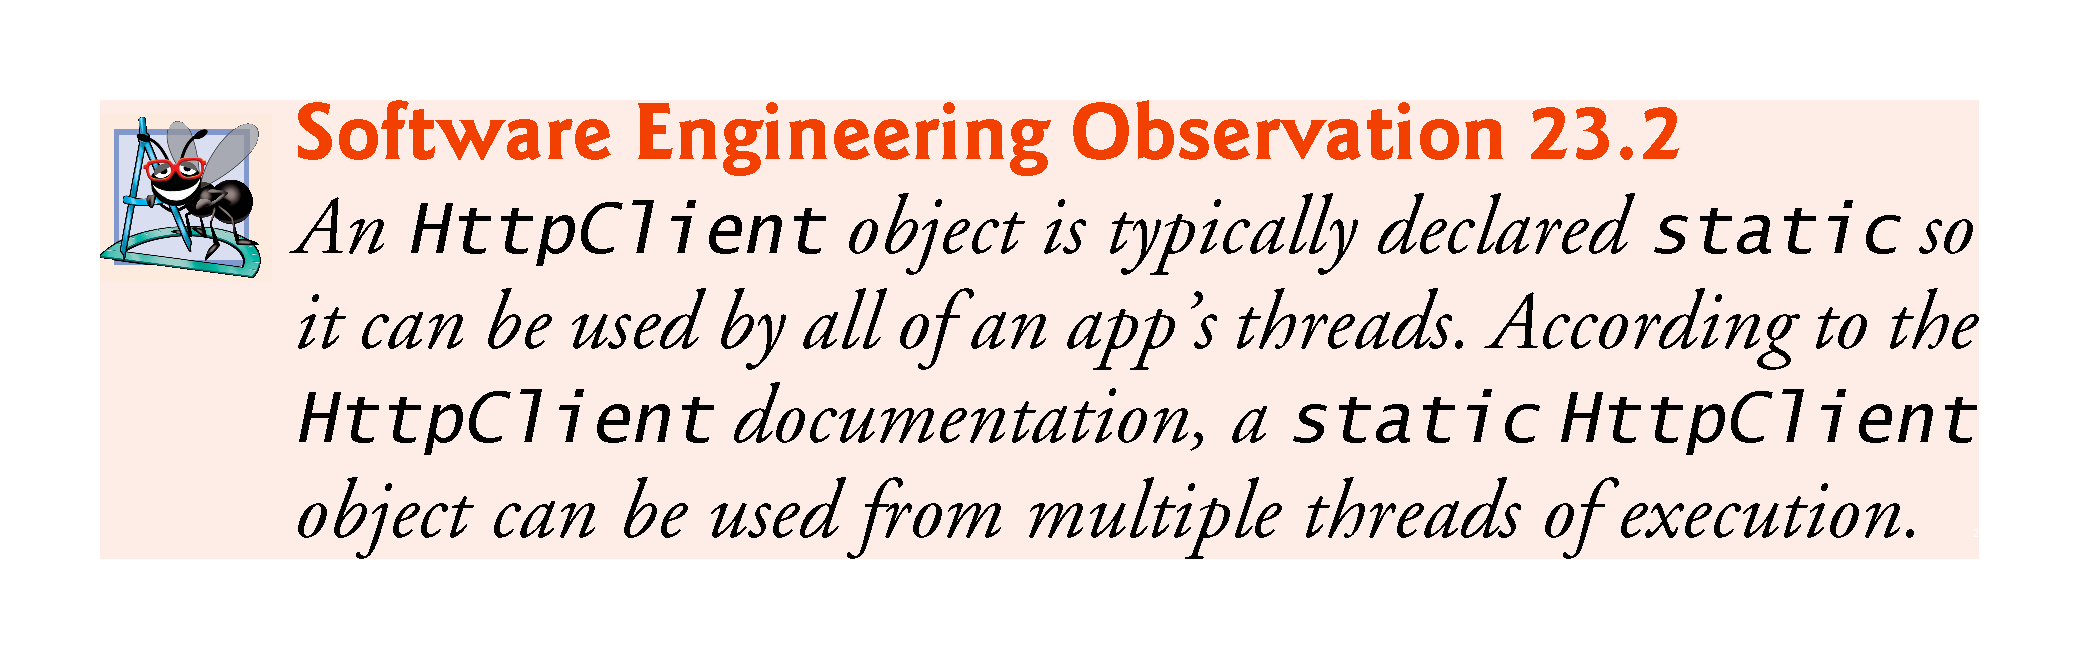 Software Engineering Observation 23.2
An HttpClient object is typically declared static so
it can be used by all of an app’s threads. According to the
HttpClient documentation, a static HttpClient
object can be used from multiple threads of execution.